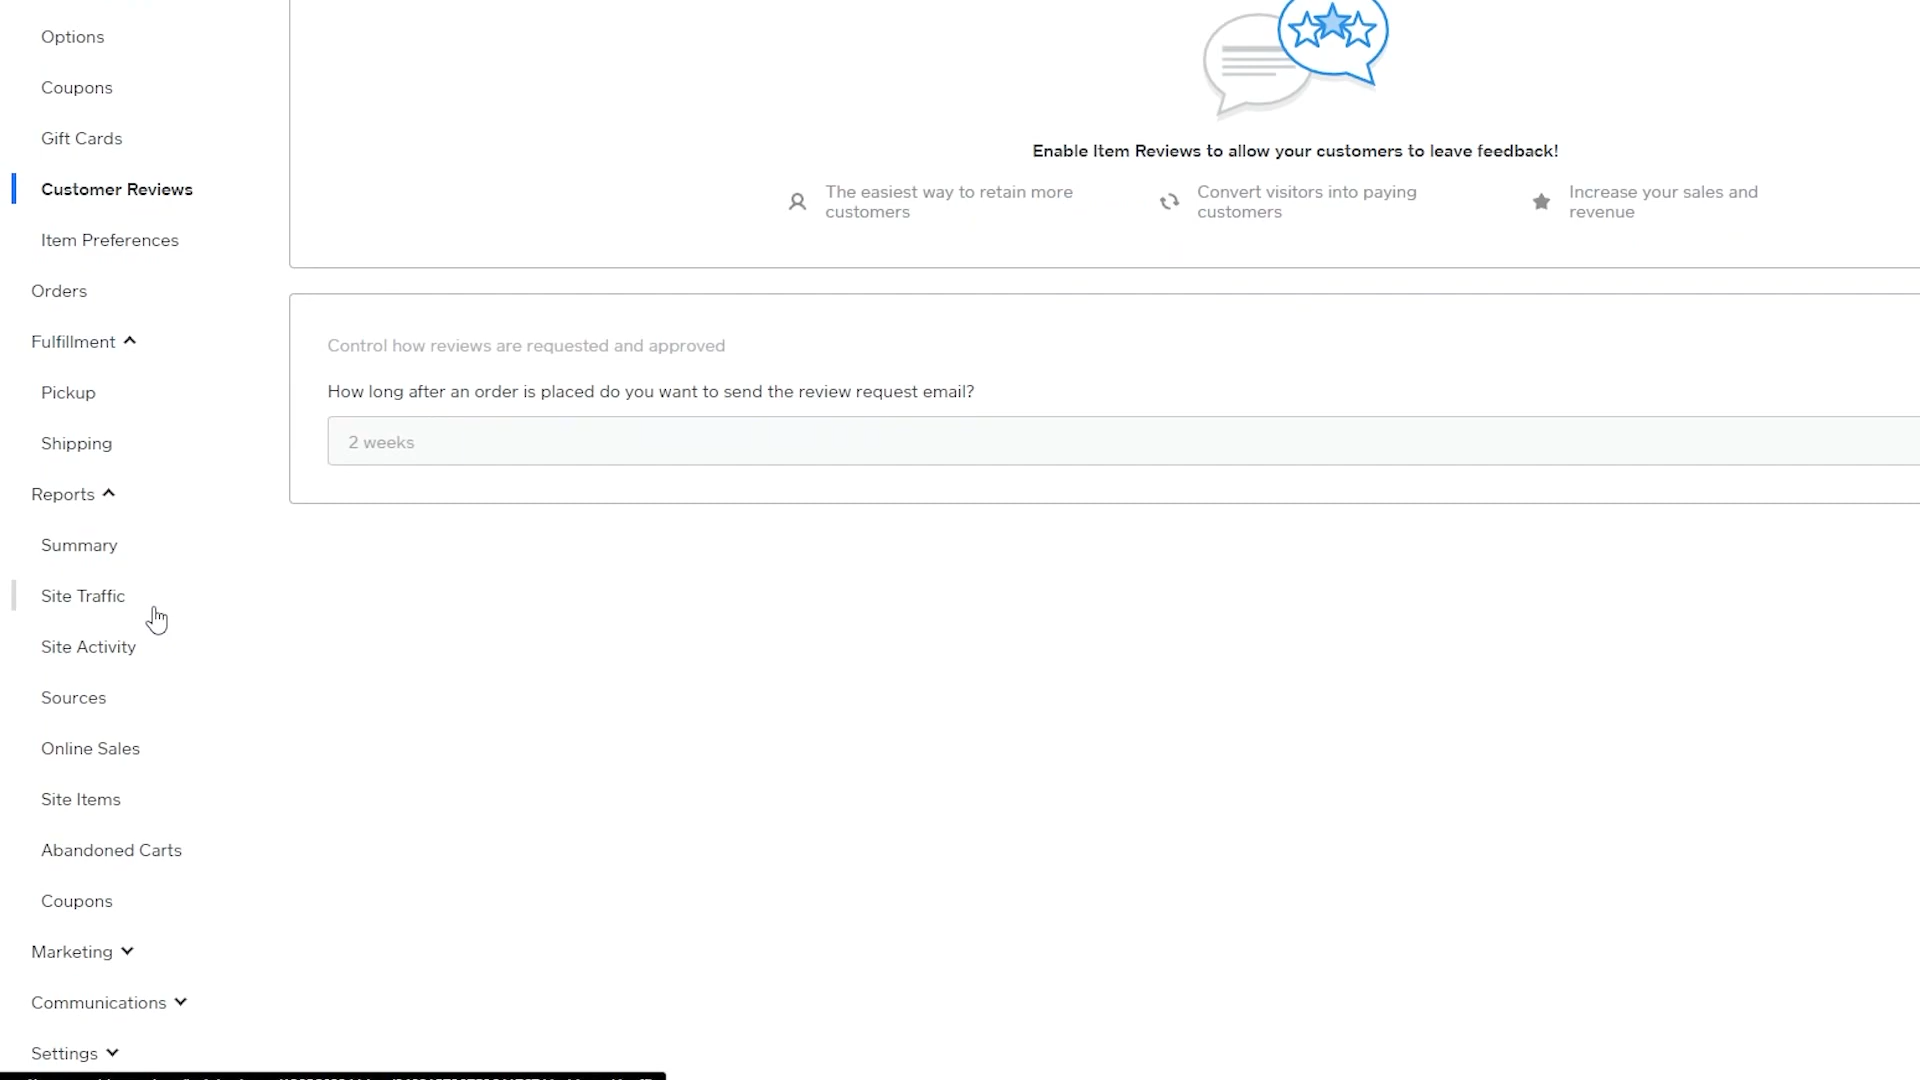 Options
Coupons
Gift Cards
Customer Reviews
Item Preferences
Orders
Fulfillment
Pickup
Shipping
Reports
Summary
Site Traffic
Site Activity
Sources
Online Sales
Site Items
Abandoned Carts
Coupons
Marketing
Communications
Settings
Enable Item Reviews to allow your customers to leave feedback!
The easiest way to retain more
customers
Convert visitors into paying
customers
Increase your sales and
revenue
Control how reviews are requested and approved
How long after an order is placed do you want to send the review request email?
2 weeks